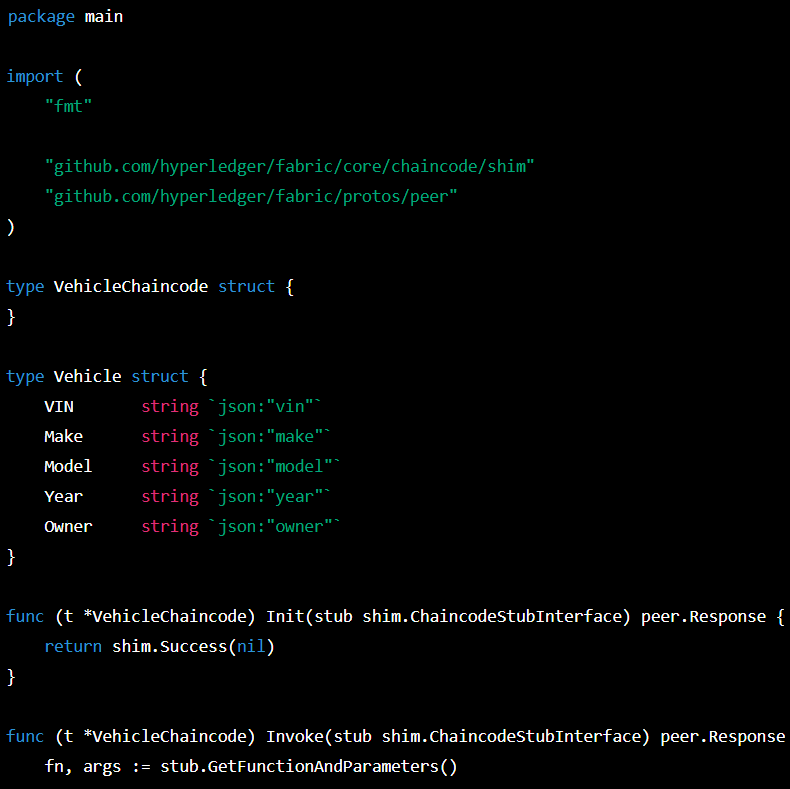 package main
import (
"fmt"
"github.com/hyperledger/fabric/core/chaincode/shim"
"github.com/hyperledger/fabric/protos/peer"
)
type VehicleChaincode struct {
}
type Vehicle struct {
VIN       string `json:"vin"`
Make      string `json:"make"`
Model     string `json:"model"`
Year      string `json:"year"`
Owner     string `json:"owner"`
}
func (t *VehicleChaincode) Init(stub shim.ChaincodeStubInterface) peer.Response {
return shim.Success(nil)
}
func (t *VehicleChaincode) Invoke(stub shim.ChaincodeStubInterface) peer.Response
fn, args := stub.GetFunctionAndParameters()